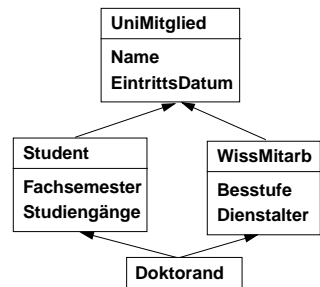 UniMitglied
Name
EintrittsDatum
Student
Fachsemester
Studiengänge
WissMitarb
Besstufe
Dienstalter
Doktorand